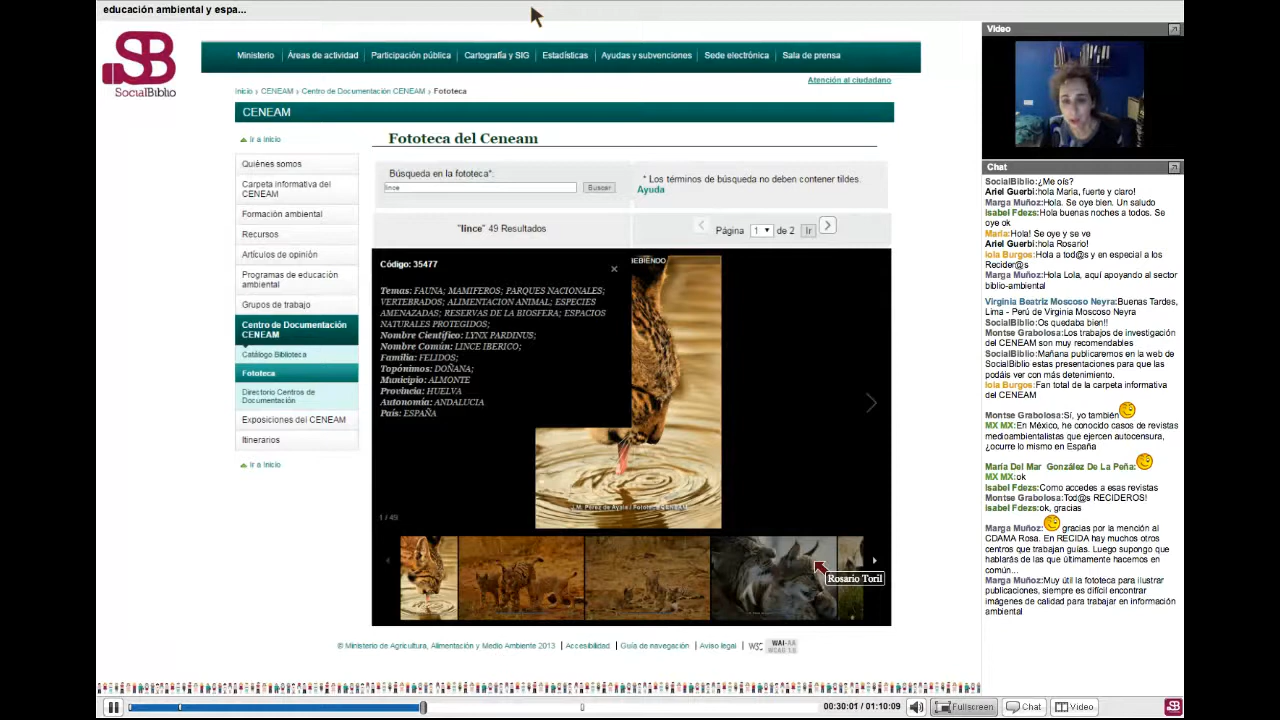 educación ambiental y espa...
SB
SocialBiblio
Ministerio | Áreas de actividad | Participación pública | Cartografía y SIG | Estadísticas | Ayudas y subvenciones | Sede electrónica | Sala de prensa
Atención al ciudadano
Inicio › CENEAM › Centro de Documentación CENEAM › Fototeca
CENEAM
Ir a inicio
Quiénes somos
Carpeta informativa del
CENEAM
Formación ambiental
Recursos
Artículos de opinión
Programas de educación
ambiental
Grupos de trabajo
Centro de Documentación
CENEAM
Catálogo Biblioteca
Fototeca
Directorio Centros de
Documentación
Exposiciones del CENEAM
Itinerarios
Ir a inicio
Fototeca del Ceneam
Búsqueda en la fototeca*:
lince
Buscar
* Los términos de búsqueda no deben contener tildes.
Ayuda
"lince" 49 Resultados
Página 1 de 2 Ir
Código: 35477
BEBIENDO
Temas: FAUNA; MAMIFEROS; PARQUES NACIONALES;
VERTEBRADOS; ALIMENTACION ANIMAL; ESPECIES
AMENAZADAS; RESERVAS DE LA BIOSFERA; ESPACIOS
NATURALES PROTEGIDOS;
Nombre Científico: LYNX PARDINUS;
Nombre Común: LINCE IBERICO;
Familia: FELIDOS;
Topónimos: DOÑANA;
Municipio: ALMONTE
Provincia: HUELVA
Autonomía: ANDALUCIA
País: ESPAÑA
J.M. Pérez de Ayala / Fototeca CENEAM
1 / 49
Rosario Toril
© Ministerio de Agricultura, Alimentación y Medio Ambiente 2013 | Accesibilidad | Guía de navegación | Aviso legal | W3C WAI-AA WCAG 1.0
Video
Chat
SocialBiblio:¿Me oís?
Ariel Guerbi:hola Maria, fuerte y claro!
Marga Muñoz:Hola. Se oye bien. Un saludo
Isabel Fdezs:Hola buenas noches a todos. Se
oye ok
María:Hola! Se oye y se ve
Ariel Guerbi:hola Rosario!
lola Burgos:Hola a tod@s y en especial a los
Recider@s
Marga Muñoz:Hola Lola, aquí apoyando al sector
biblio-ambiental
Virginia Beatriz Moscoso Neyra:Buenas Tardes,
Lima - Perú de Virginia Moscoso Neyra
SocialBiblio:Os quedaba bien!!
Montse Grabolosa:Los trabajos de investigación
del CENEAM son muy recomendables
SocialBiblio:Mañana publicaremos en la web de
SocialBiblio estas presentaciones para que las
podáis ver con más detenimiento.
lola Burgos:Fan total de la carpeta informativa
del CENEAM
Montse Grabolosa:Sí, yo también
MX MX:En México, he conocido casos de revistas
medioambientalistas que ejercen autocensura,
¿ocurre lo mismo en España
María Del Mar González De La Peña:
MX MX:ok
Isabel Fdezs:Como accedes a esas revistas
Montse Grabolosa:Tod@s RECIDEROS!
Isabel Fdezs:ok, gracias
Marga Muñoz: gracias por la mención al
CDAMA Rosa. En RECIDA hay muchos otros
centros que trabajan guías. Luego supongo que
hablarás de las que últimamente hacemos en
común...
Marga Muñoz:Muy útil la fototeca para ilustrar
publicaciones, siempre es difícil encontrar
imágenes de calidad para trabajar en información
ambiental
00:30:01 / 01:10:09
Fullscreen
Chat
Video
SB